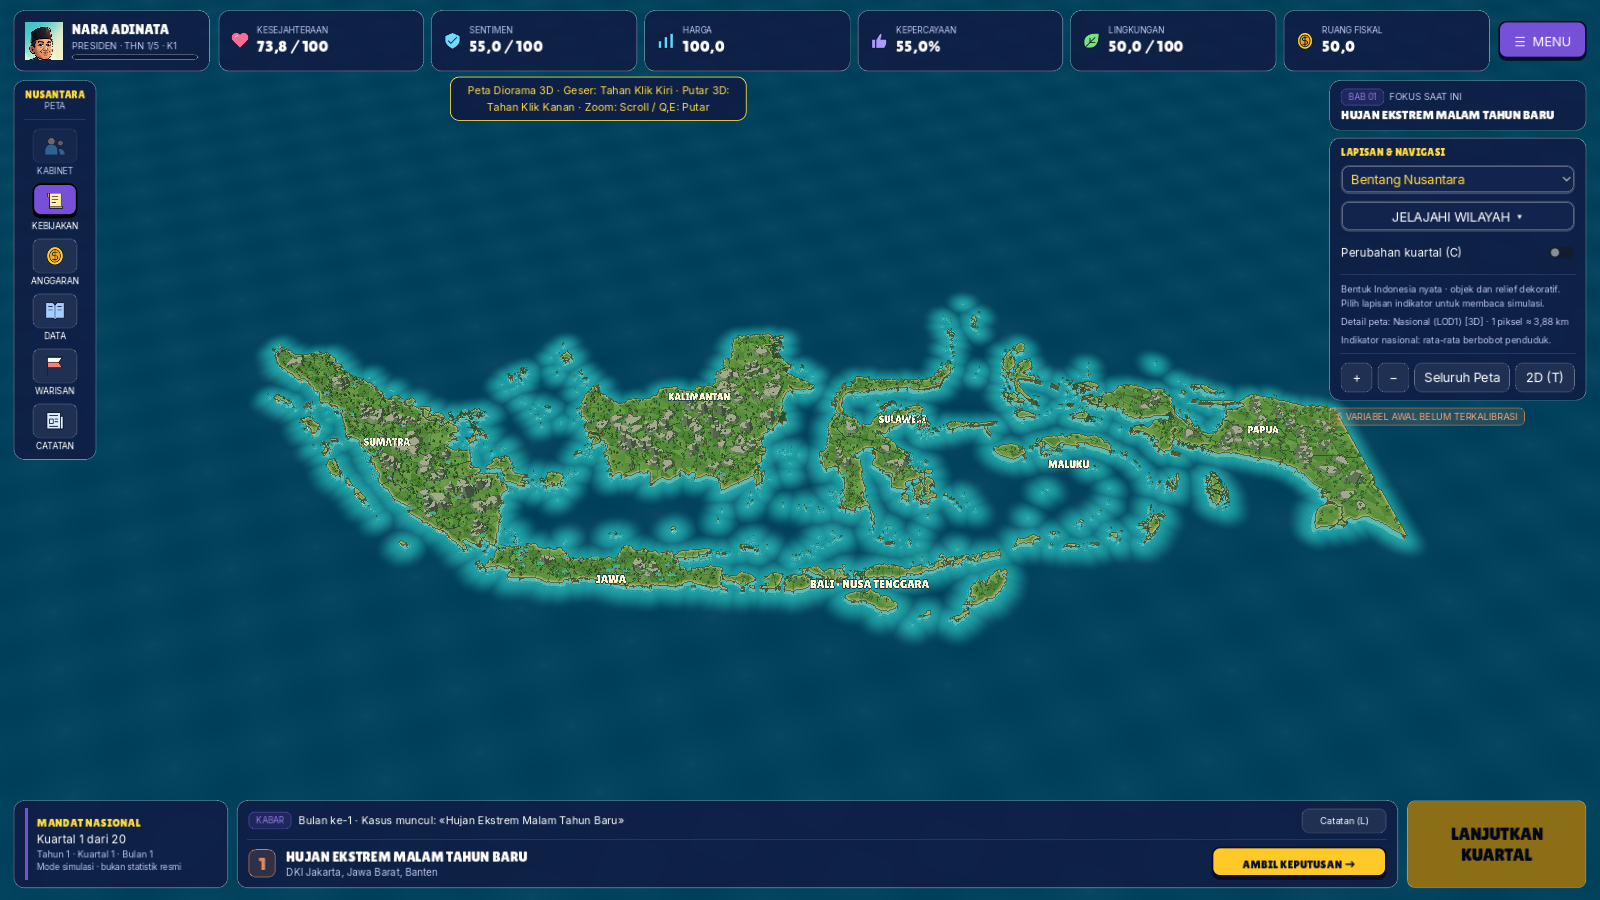 NARA ADINATA
PRESIDEN · THN 1/5 · K1
KESEJAHTERAAN
73,8 / 100
SENTIMEN
55,0 / 100
HARGA
100,0
KEPERCAYAAN
55,0%
LINGKUNGAN
50,0 / 100
RUANG FISKAL
50,0
☰ MENU
Peta Diorama 3D · Geser: Tahan Klik Kiri · Putar 3D:
Tahan Klik Kanan · Zoom: Scroll / Q,E: Putar
NUSANTARA
PETA
KABINET
KEBIJAKAN
ANGGARAN
DATA
WARISAN
CATATAN
BAB 01 FOKUS SAAT INI
HUJAN EKSTREM MALAM TAHUN BARU
LAPISAN & NAVIGASI
Bentang Nusantara
JELAJAHI WILAYAH ▾
Perubahan kuartal (C)
Bentuk Indonesia nyata · objek dan relief dekoratif.
Pilih lapisan indikator untuk membaca simulasi.
Detail peta: Nasional (LOD1) [3D] · 1 piksel ≈ 3,88 km
Indikator nasional: rata-rata berbobot penduduk.
+ − Seluruh Peta 2D (T)
VARIABEL AWAL BELUM TERKALIBRASI
KALIMANTAN
SUMATRA
SULAWESI
PAPUA
MALUKU
JAWA
BALI · NUSA TENGGARA
MANDAT NASIONAL
Kuartal 1 dari 20
Tahun 1 · Kuartal 1 · Bulan 1
Mode simulasi · bukan statistik resmi
KABAR Bulan ke-1 · Kasus muncul: «Hujan Ekstrem Malam Tahun Baru»
Catatan (L)
1
HUJAN EKSTREM MALAM TAHUN BARU
DKI Jakarta, Jawa Barat, Banten
AMBIL KEPUTUSAN →
LANJUTKAN
KUARTAL